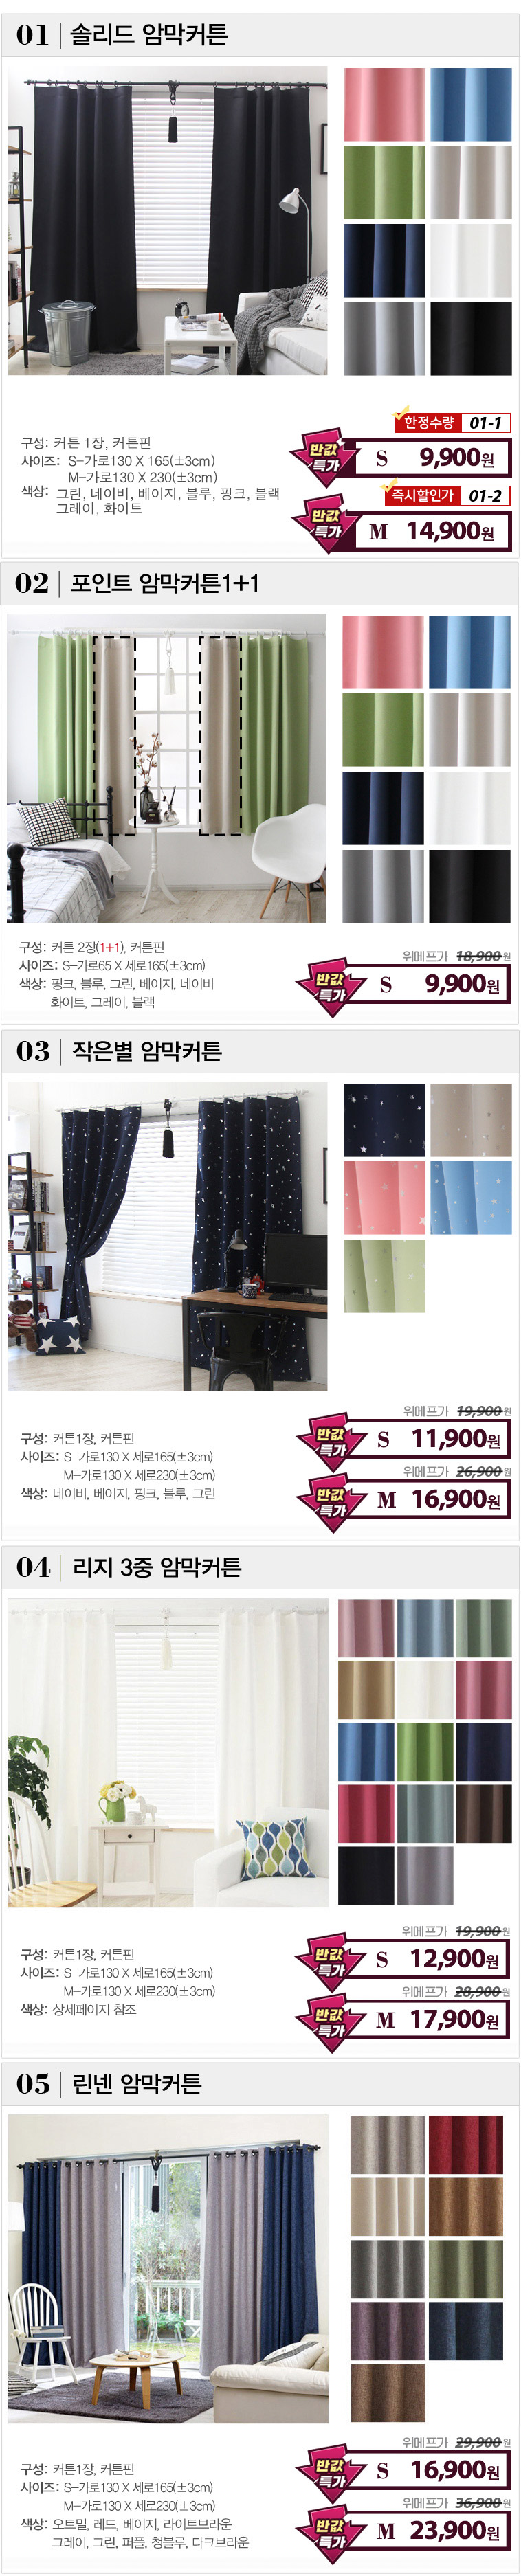 01 솔리드 암막커튼
한정수량 01-1
구성: 커튼 1장, 커튼핀
사이즈: S-가로130 X 165(±3cm)
M-가로130 X 230(±3cm)
색상: 그린, 네이비, 베이지, 블루, 핑크, 블랙
그레이, 화이트
반값특가 S 9,900원
즉시할인가 01-2
반값특가 M 14,900원
02 포인트 암막커튼1+1
구성: 커튼 2장(1+1), 커튼핀
사이즈: S-가로65 X 세로165(±3cm)
색상: 핑크, 블루, 그린, 베이지, 네이비
화이트, 그레이, 블랙
위메프가 18,900원
반값특가 S 9,900원
03 작은별 암막커튼
구성: 커튼1장, 커튼핀
사이즈: S-가로130 X 세로165(±3cm)
M-가로130 X 세로230(±3cm)
색상: 네이비, 베이지, 핑크, 블루, 그린
위메프가 19,900원
반값특가 S 11,900원
위메프가 26,900원
반값특가 M 16,900원
04 리지 3중 암막커튼
구성: 커튼1장, 커튼핀
사이즈: S-가로130 X 세로165(±3cm)
M-가로130 X 세로230(±3cm)
색상: 상세페이지 참조
위메프가 19,900원
반값특가 S 12,900원
위메프가 28,900원
반값특가 M 17,900원
05 린넨 암막커튼
구성: 커튼1장, 커튼핀
사이즈: S-가로130 X 세로165(±3cm)
M-가로130 X 세로230(±3cm)
색상: 오트밀, 레드, 베이지, 라이트브라운
그레이, 그린, 퍼플, 청블루, 다크브라운
위메프가 29,900원
반값특가 S 16,900원
위메프가 36,900원
반값특가 M 23,900원